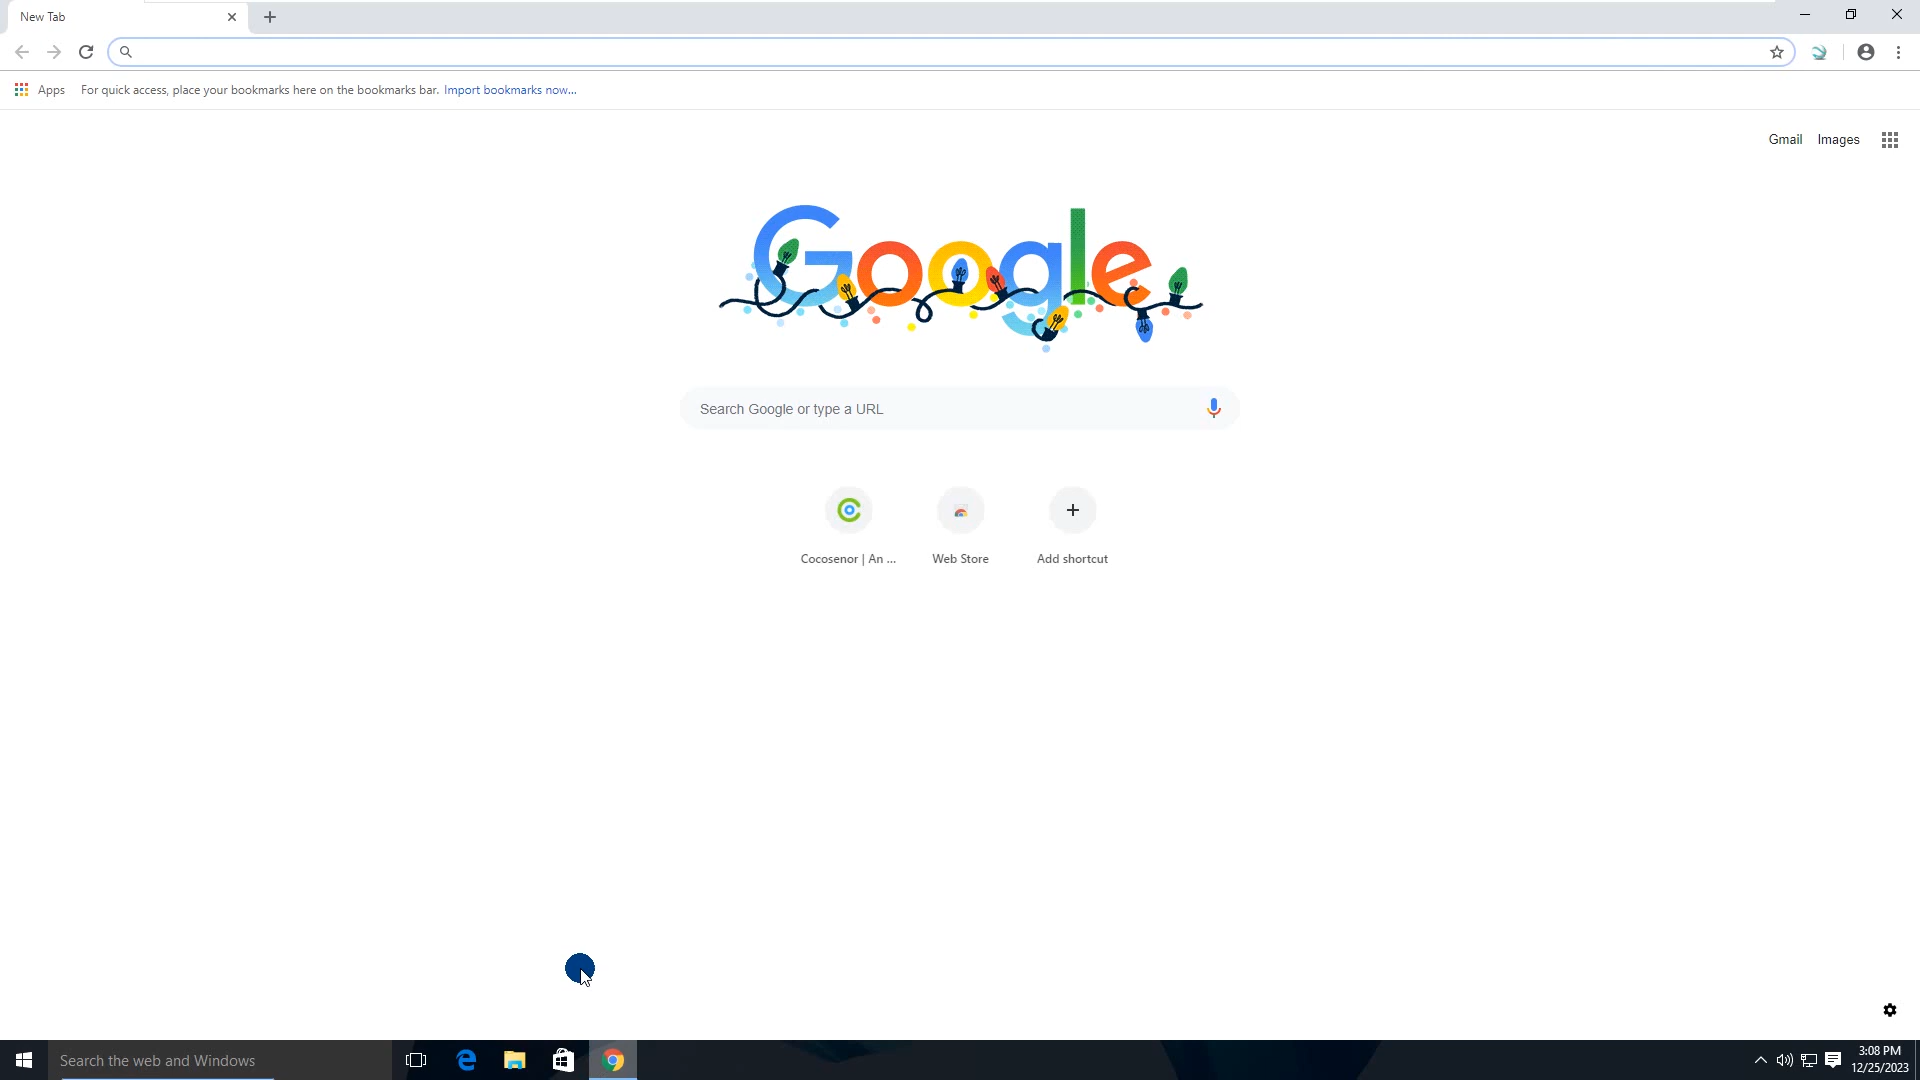 New Tab
Apps For quick access, place your bookmarks here on the bookmarks bar. Import bookmarks now...
Gmail Images
Google
Search Google or type a URL
Cocosenor | An ... Web Store Add shortcut
Search the web and Windows
3:08 PM
12/25/2023